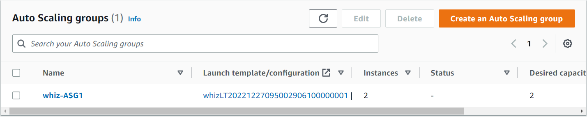 Auto Scaling groups (1) Info
Edit
Delete
Create an Auto Scaling group
Search your Auto Scaling groups
1
Name
Launch template/configuration
Instances
Status
Desired capacit
whiz-ASG1
whizLT20221227095002906100000001 |
2
-
2